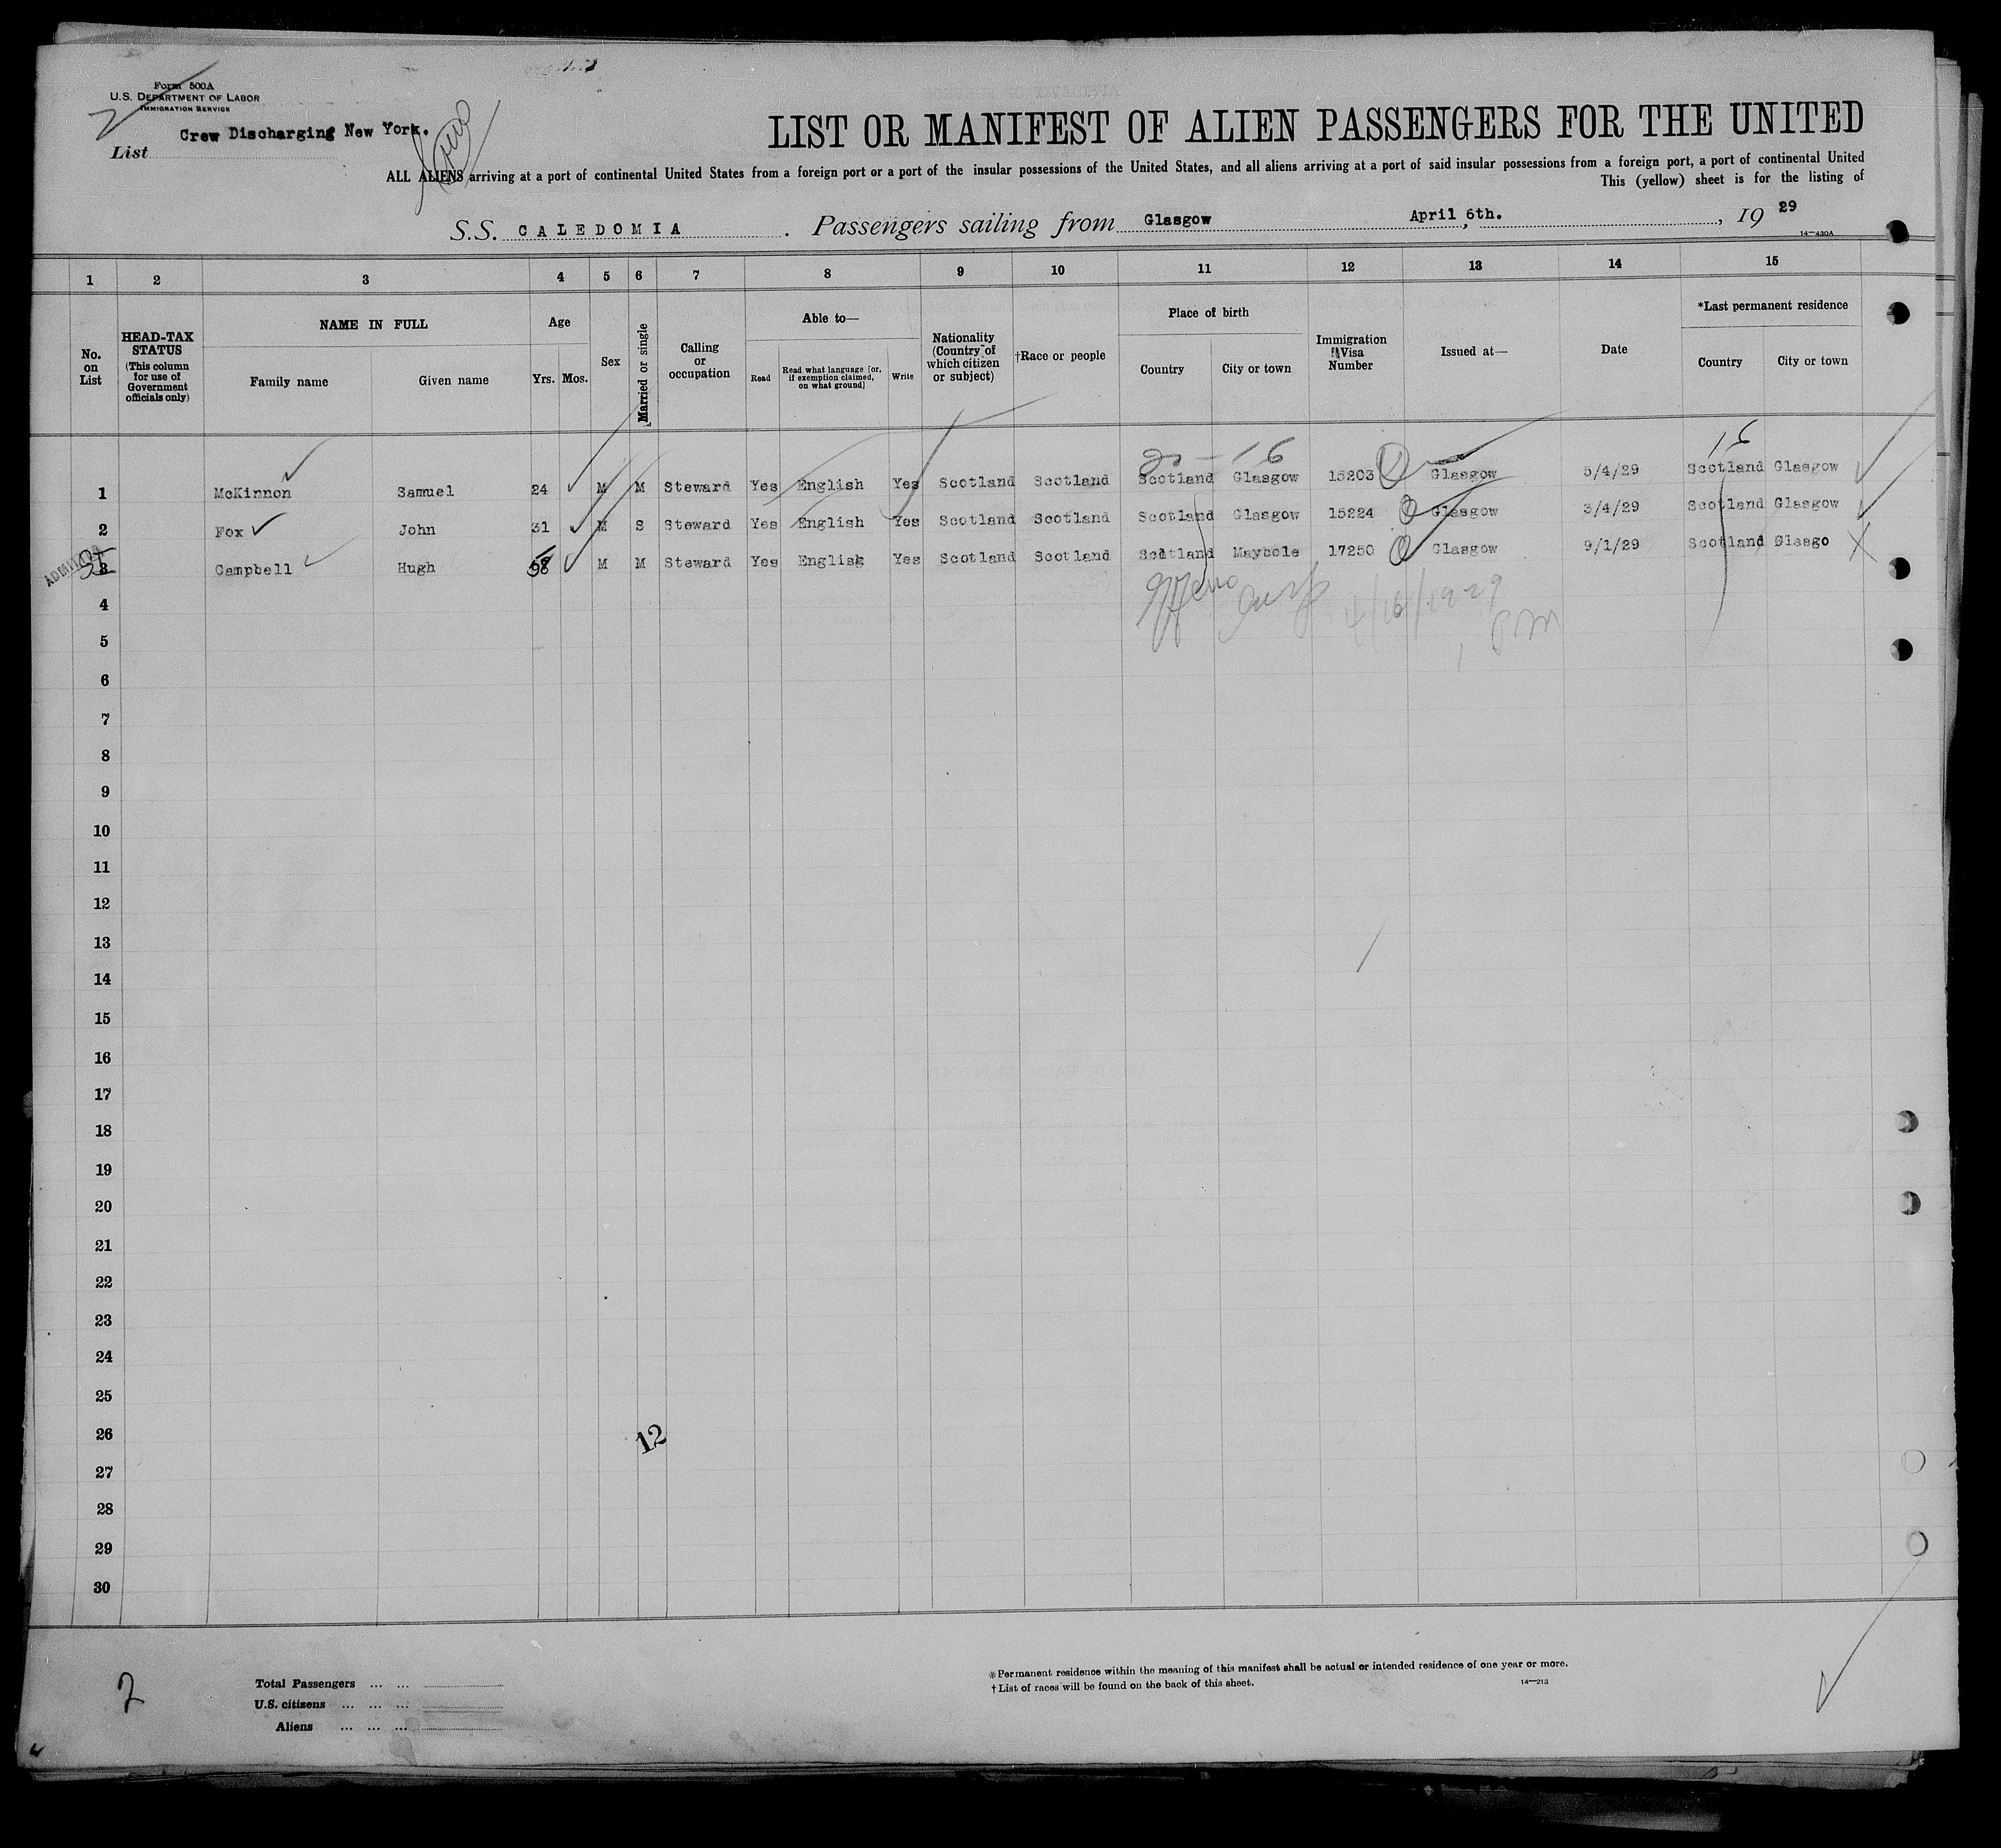 Form 500A
U.S. DEPARTMENT OF LABOR
IMMIGRATION SERVICE
Crew Discharging New York.
List
LIST OR MANIFEST OF ALIEN PASSENGERS FOR THE UNITED
ALL ALIENS arriving at a port of continental United States from a foreign port or a port of the insular possessions of the United States, and all aliens arriving at a port of said insular possessions from a foreign port, a port of continental United
This (yellow) sheet is for the listing of
S.S. CALEDOMIA . Passengers sailing from Glasgow , April 6th. , 19 29
14—430A
1 2 3 4 5 6 7 8 9 10 11 12 13 14 15
No. on List
HEAD-TAX STATUS (This column for use of Government officials only)
NAME IN FULL
Family name Given name
Age
Yrs. Mos.
Sex
Married or single
Calling or occupation
Able to—
Read Read what language [or, if exemption claimed, on what ground] Write
Nationality (Country of which citizen or subject)
†Race or people
Place of birth
Country City or town
Immigration Visa Number
Issued at—
Date
*Last permanent residence
Country City or town
16 16
1 McKinnon Samuel 24 M M Steward Yes English Yes Scotland Scotland Scotland Glasgow 15203 Glasgow 5/4/29 Scotland Glasgow
2 Fox John 31 M S Steward Yes English Yes Scotland Scotland Scotland Glasgow 15224 Glasgow 3/4/29 Scotland Glasgow
ADMITTED
3 Campbell Hugh M M Steward Yes English Yes Scotland Scotland Scotland Maybole 17250 Glasgow 9/1/29 Scotland Glasgo
4
5
6
7
8
9
10
11
12
13
14
15
16
17
18
19
20
21
22
23
24
25
26
12
27
28
29
30
2
Total Passengers ... ...
U.S. citizens ... ... ...
Aliens ... ... ...
*Permanent residence within the meaning of this manifest shall be actual or intended residence of one year or more.
†List of races will be found on the back of this sheet.
14—213